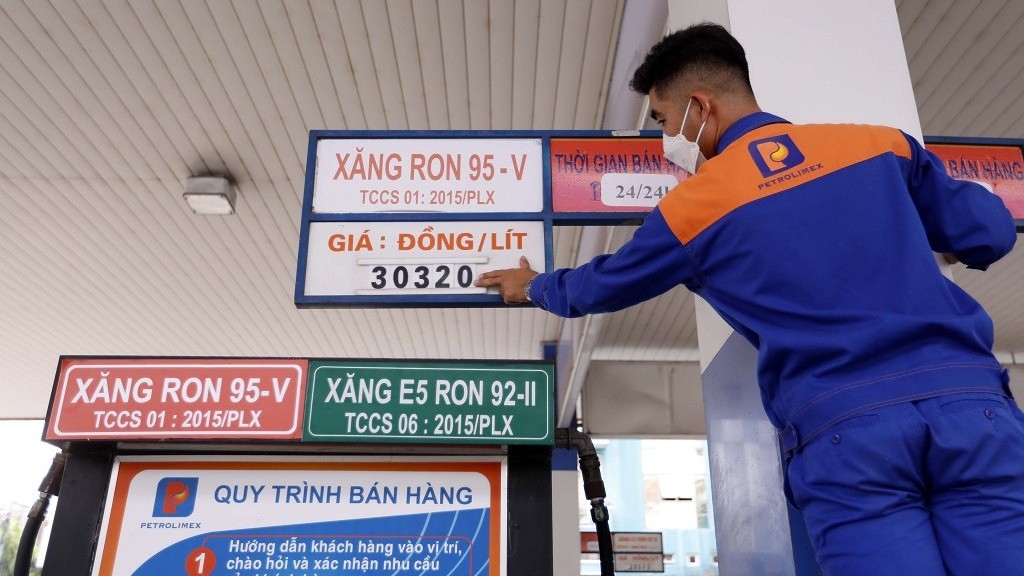 XĂNG RON 95 - V
TCCS 01: 2015/PLX
GIÁ : ĐỒNG/LÍT
30320
THỜI GIAN BÁN
24/24
BÁN HÀNG
PETROLIMEX
XĂNG RON 95-V
TCCS 01 : 2015/PLX
XĂNG E5 RON 92-II
TCCS 06 : 2015/PLX
PETROLIMEX
QUY TRÌNH BÁN HÀNG
1
Hướng dẫn khách hàng vào vị trí,
chào hỏi và xác nhận nhu cầu